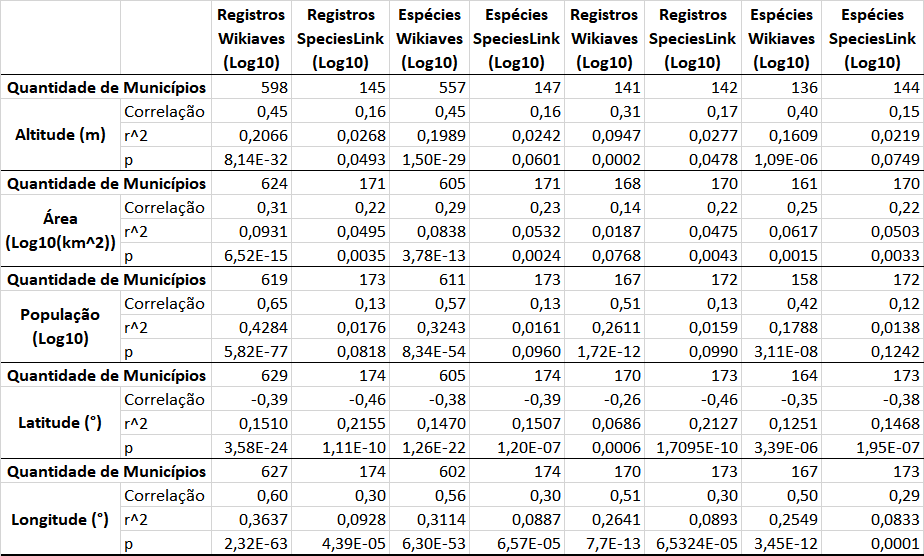 Registros Wikiaves (Log10) Registros SpeciesLink (Log10) Espécies Wikiaves (Log10) Espécies SpeciesLink (Log10) Registros Wikiaves (Log10) Registros SpeciesLink (Log10) Espécies Wikiaves (Log10) Espécies SpeciesLink (Log10)
Quantidade de Municípios 598 145 557 147 141 142 136 144
Altitude (m)
Correlação 0,45 0,16 0,45 0,16 0,31 0,17 0,40 0,15
r^2 0,2066 0,0268 0,1989 0,0242 0,0947 0,0277 0,1609 0,0219
p 8,14E-32 0,0493 1,50E-29 0,0601 0,0002 0,0478 1,09E-06 0,0749
Quantidade de Municípios 624 171 605 171 168 170 161 170
Área (Log10(km^2))
Correlação 0,31 0,22 0,29 0,23 0,14 0,22 0,25 0,22
r^2 0,0931 0,0495 0,0838 0,0532 0,0187 0,0475 0,0617 0,0503
p 6,52E-15 0,0035 3,78E-13 0,0024 0,0768 0,0043 0,0015 0,0033
Quantidade de Municípios 619 173 611 173 167 172 158 172
População (Log10)
Correlação 0,65 0,13 0,57 0,13 0,51 0,13 0,42 0,12
r^2 0,4284 0,0176 0,3243 0,0161 0,2611 0,0159 0,1788 0,0138
p 5,82E-77 0,0818 8,34E-54 0,0960 1,72E-12 0,0990 3,11E-08 0,1242
Quantidade de Municípios 629 174 605 174 170 173 164 173
Latitude (°)
Correlação -0,39 -0,46 -0,38 -0,39 -0,26 -0,46 -0,35 -0,38
r^2 0,1510 0,2155 0,1470 0,1507 0,0686 0,2127 0,1251 0,1468
p 3,58E-24 1,11E-10 1,26E-22 1,20E-07 0,0006 1,7095E-10 3,39E-06 1,95E-07
Quantidade de Municípios 627 174 602 174 170 173 167 173
Longitude (°)
Correlação 0,60 0,30 0,56 0,30 0,51 0,30 0,50 0,29
r^2 0,3637 0,0928 0,3114 0,0887 0,2641 0,0893 0,2549 0,0833
p 2,32E-63 4,39E-05 6,30E-53 6,57E-05 7,7E-13 6,5324E-05 3,45E-12 0,0001